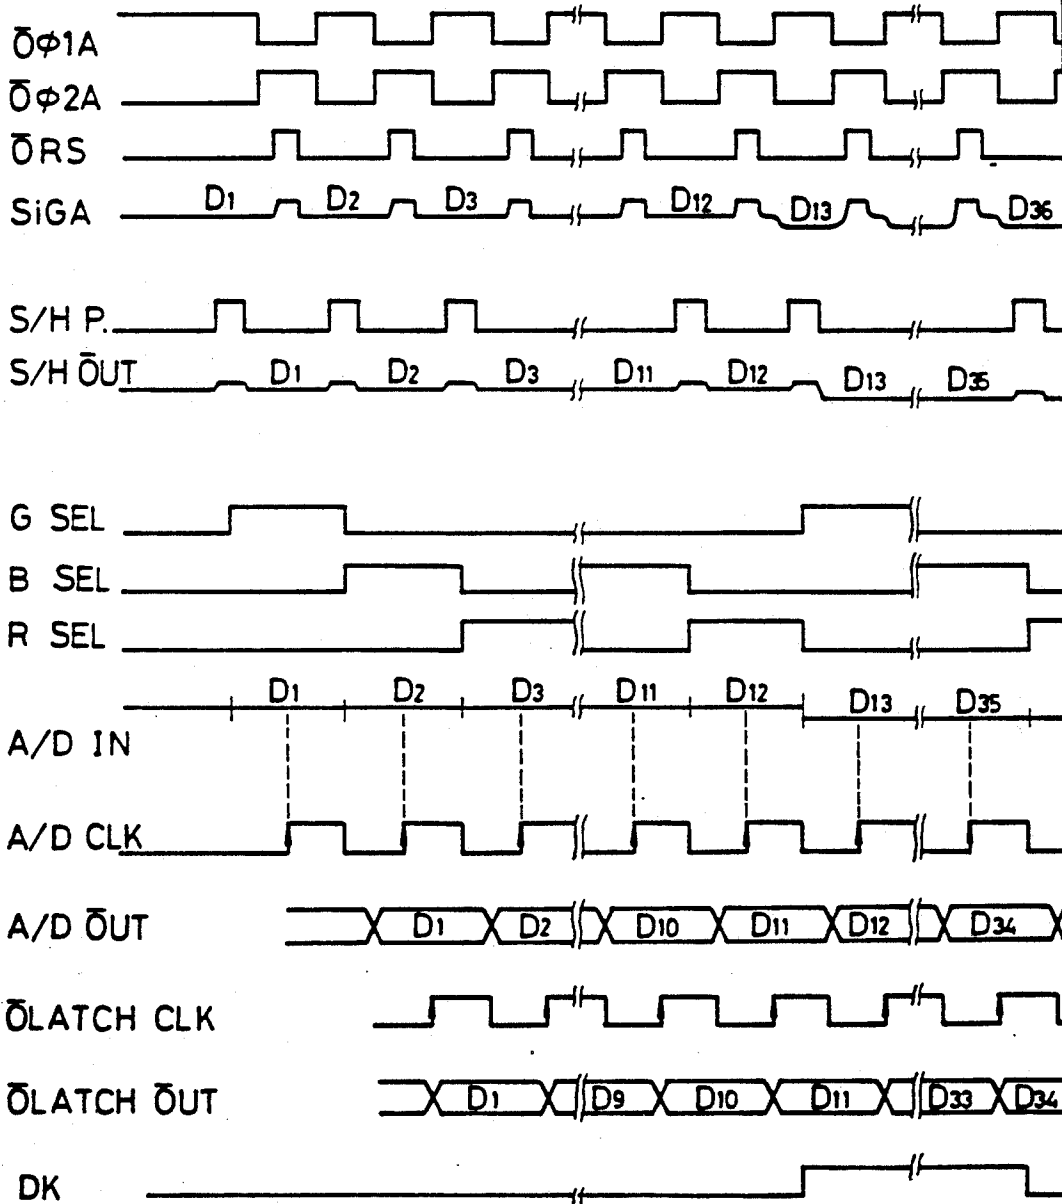 Ōφ1A
Ōφ2A
ŌRS
SiGA D1 D2 D3 D12 D13 D36
S/H P.
S/H ŌUT D1 D2 D3 D11 D12 D13 D35
G SEL
B SEL
R SEL
D1 D2 D3 D11 D12 D13 D35
A/D IN
A/D CLK
A/D ŌUT D1 D2 D10 D11 D12 D34
ŌLATCH CLK
ŌLATCH ŌUT D1 D9 D10 D11 D33 D34
DK